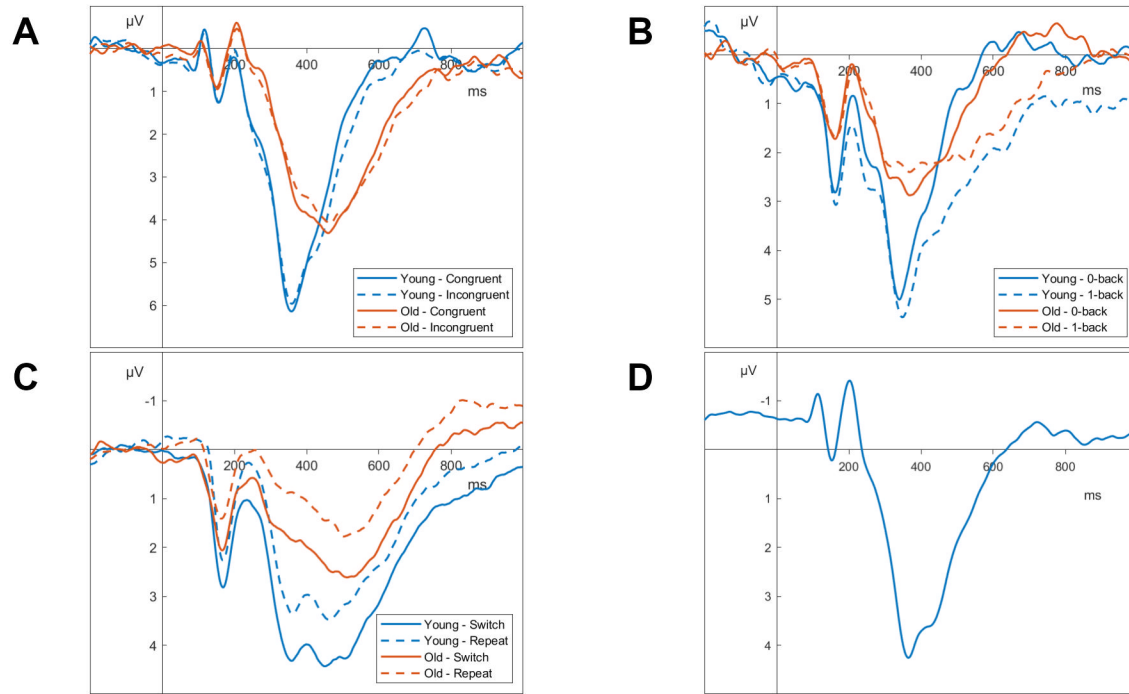 A
µV
200
400
600
800
ms
1
2
3
4
5
6
Young - Congruent
Young - Incongruent
Old - Congruent
Old - Incongruent
B
µV
200
400
600
800
ms
1
2
3
4
5
Young - 0-back
Young - 1-back
Old - 0-back
Old - 1-back
C
µV
-1
200
400
600
800
ms
1
2
3
4
Young - Switch
Young - Repeat
Old - Switch
Old - Repeat
D
µV
-1
200
400
600
800
ms
1
2
3
4